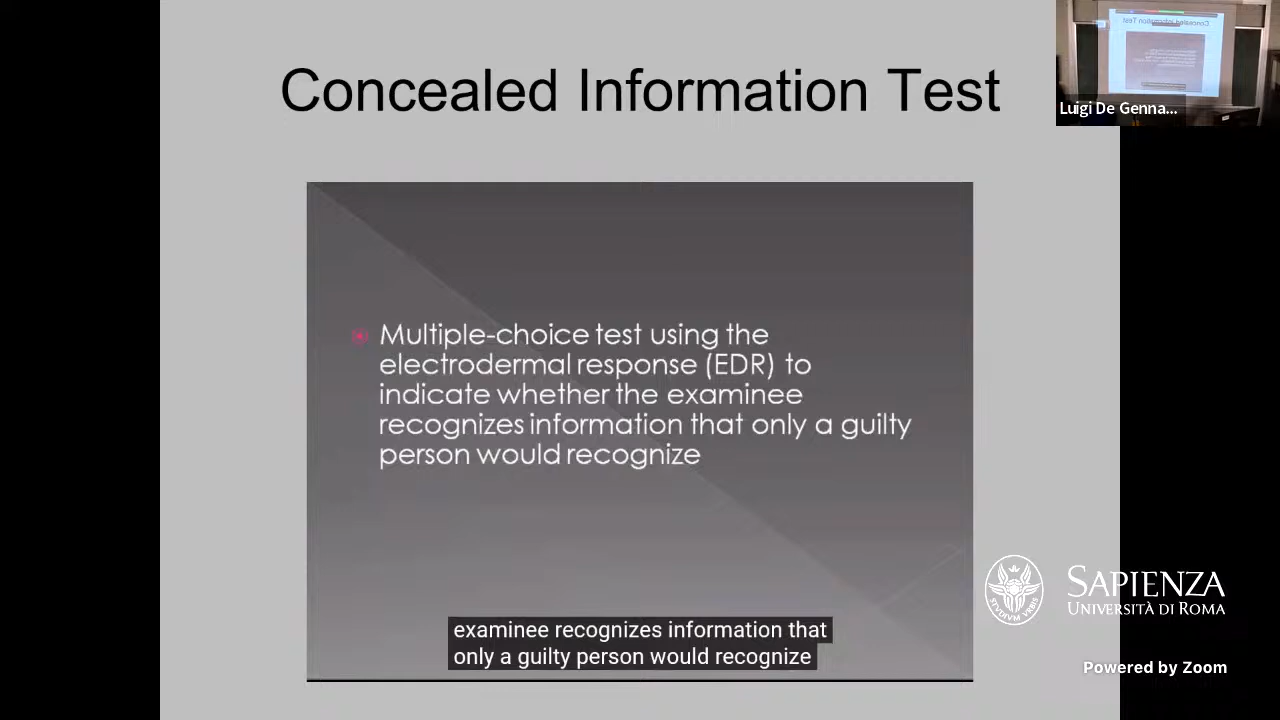 Concealed Information Test
Luigi De Genna...
Multiple-choice test using the
electrodermal response (EDR) to
indicate whether the examinee
recognizes information that only a guilty
person would recognize
SAPIENZA
UNIVERSITÀ DI ROMA
STUDIUM URBIS
examinee recognizes information that
only a guilty person would recognize
Powered by Zoom